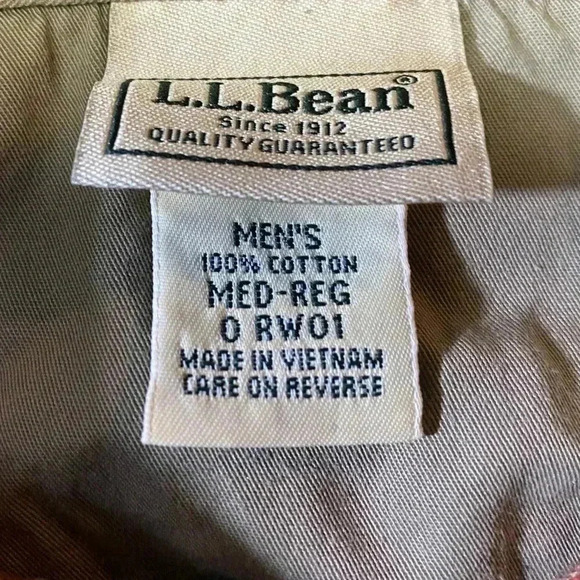 L.L.Bean®
Since 1912
QUALITY GUARANTEED
MEN'S
100% COTTON
MED-REG
0 RW01
MADE IN VIETNAM
CARE ON REVERSE